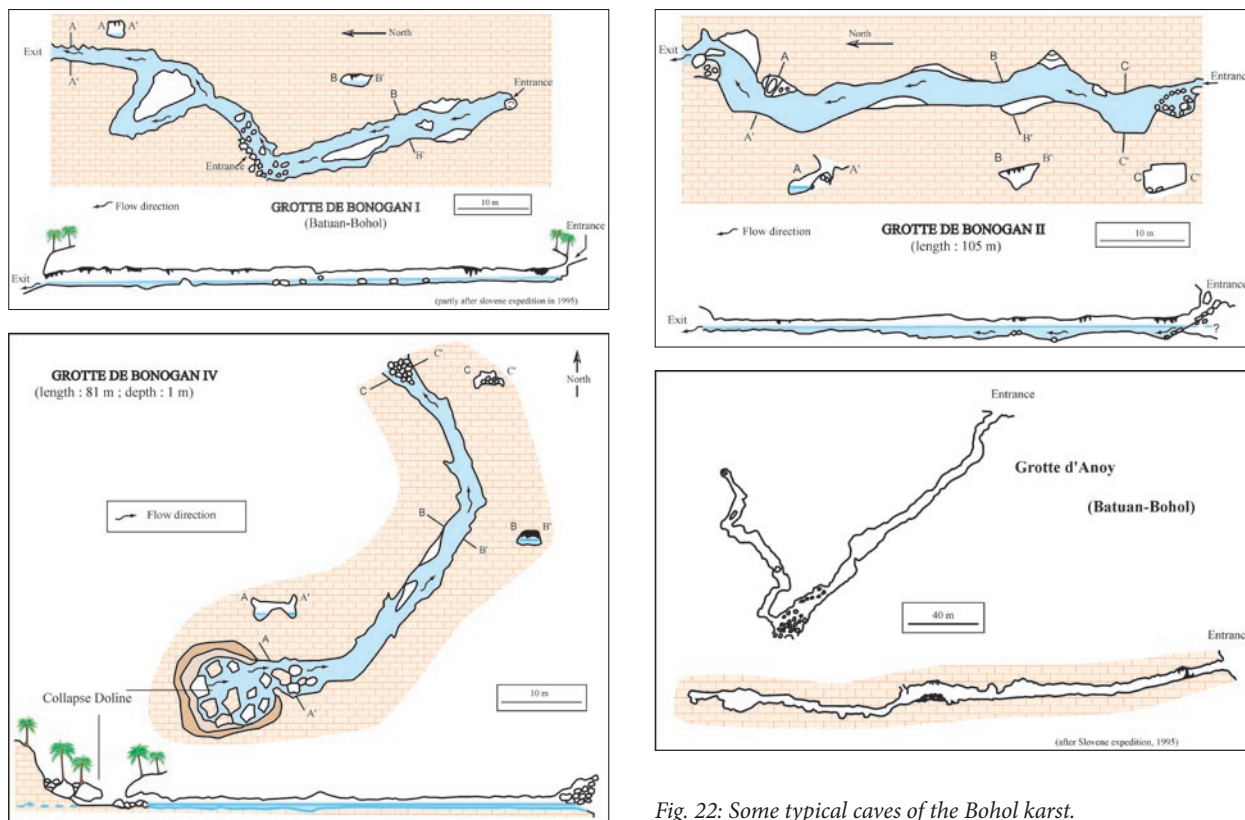 A
A'
A
A'
North
Exit
A'
B
B'
B
Entrance
B'
Entrance
Flow direction
GROTTE DE BONOGAN I
(Batuan-Bohol)
10 m
Entrance
Exit
(partly after slovene expedition in 1995)
Exit
North
A
B
C
Entrance
A'
B'
C'
A
A'
B
B'
C
C'
Flow direction
GROTTE DE BONOGAN II
(length : 105 m)
10 m
Entrance
Exit
?
GROTTE DE BONOGAN IV
(length : 81 m ; depth : 1 m)
C'
C
C
C'
North
Flow direction
B
B'
B
B'
A
A'
A
Collapse Doline
A'
10 m
Entrance
Grotte d'Anoy
(Batuan-Bohol)
40 m
Entrance
(after Slovene expedition, 1995)
Fig. 22: Some typical caves of the Bohol karst.